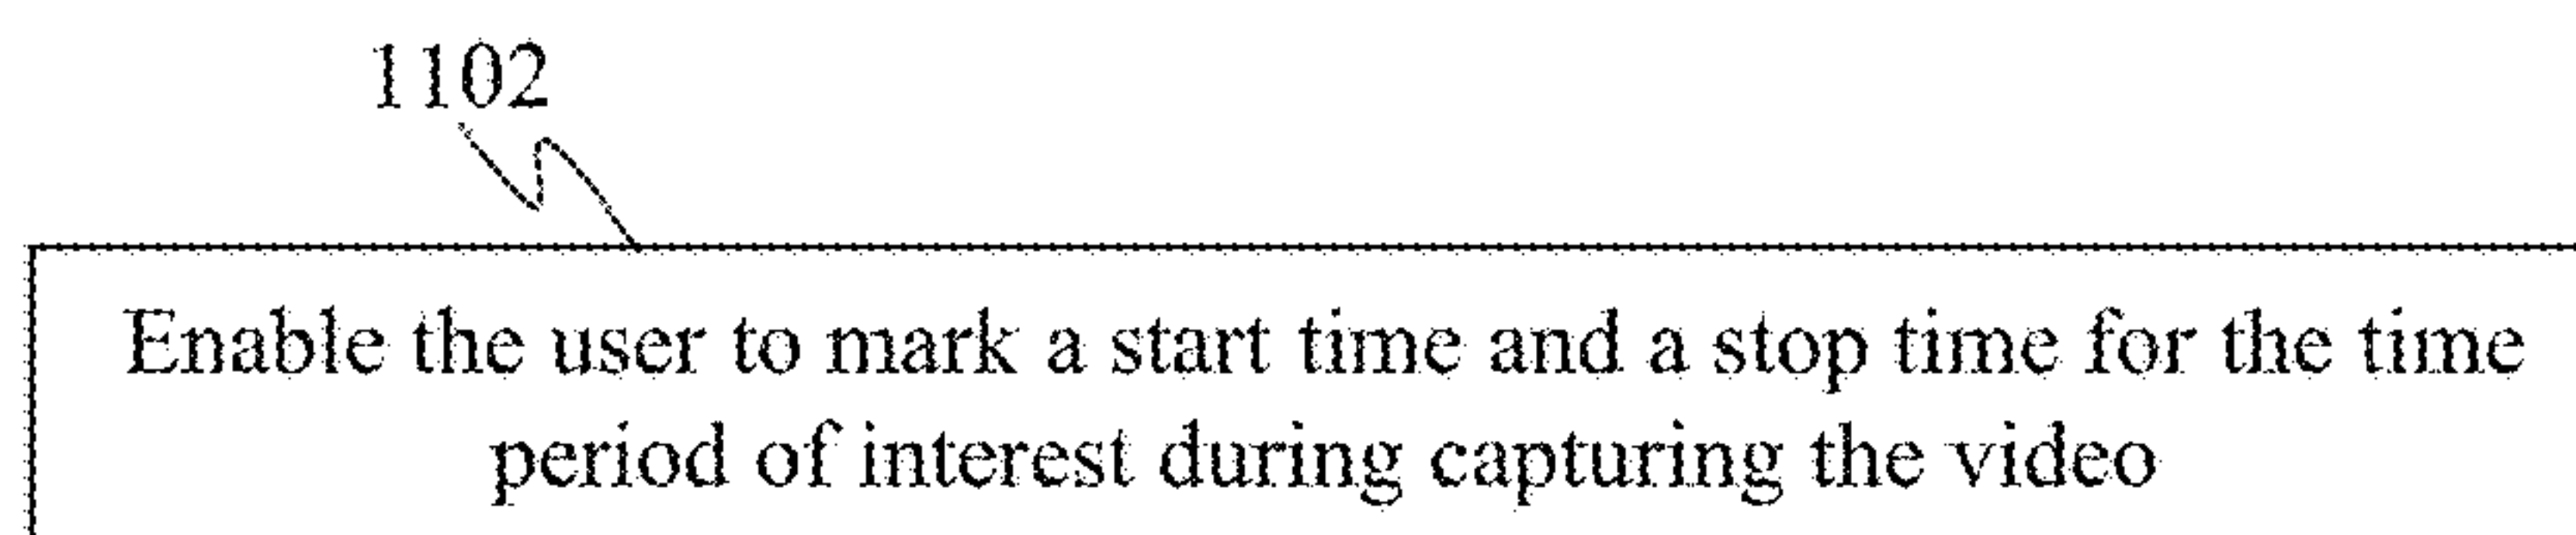 1102
Enable the user to mark a start time and a stop time for the time
period of interest during capturing the video